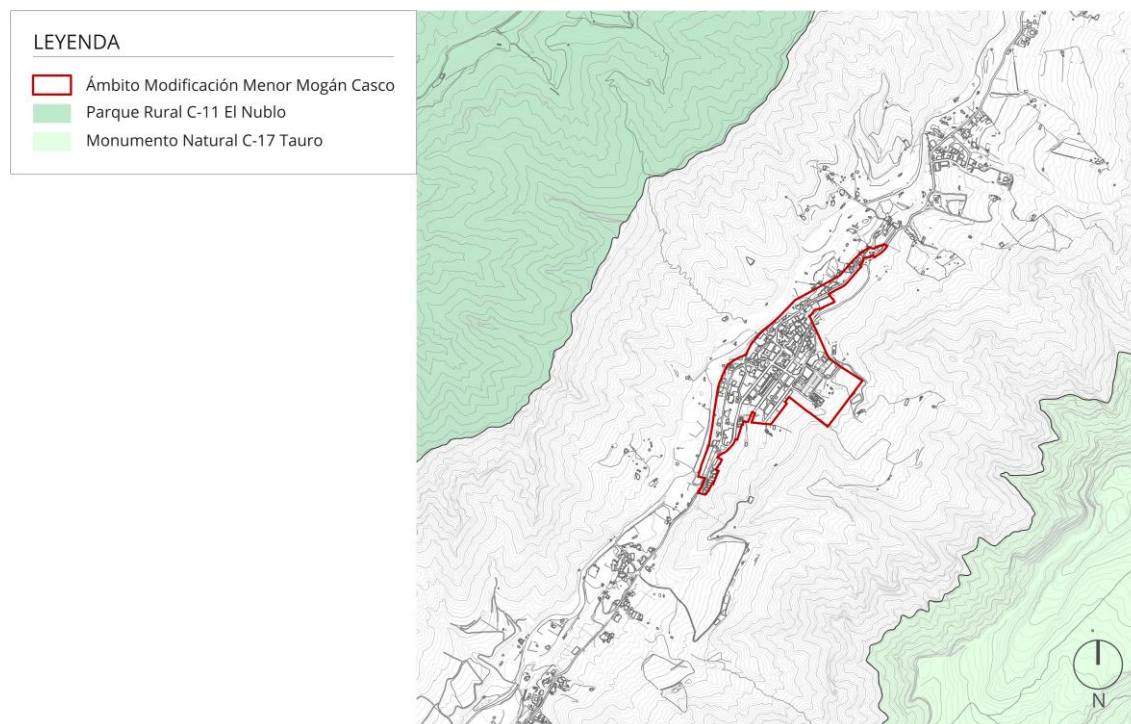 LEYENDA
Ámbito Modificación Menor Mogán Casco
Parque Rural C-11 El Nublo
Monumento Natural C-17 Tauro
N